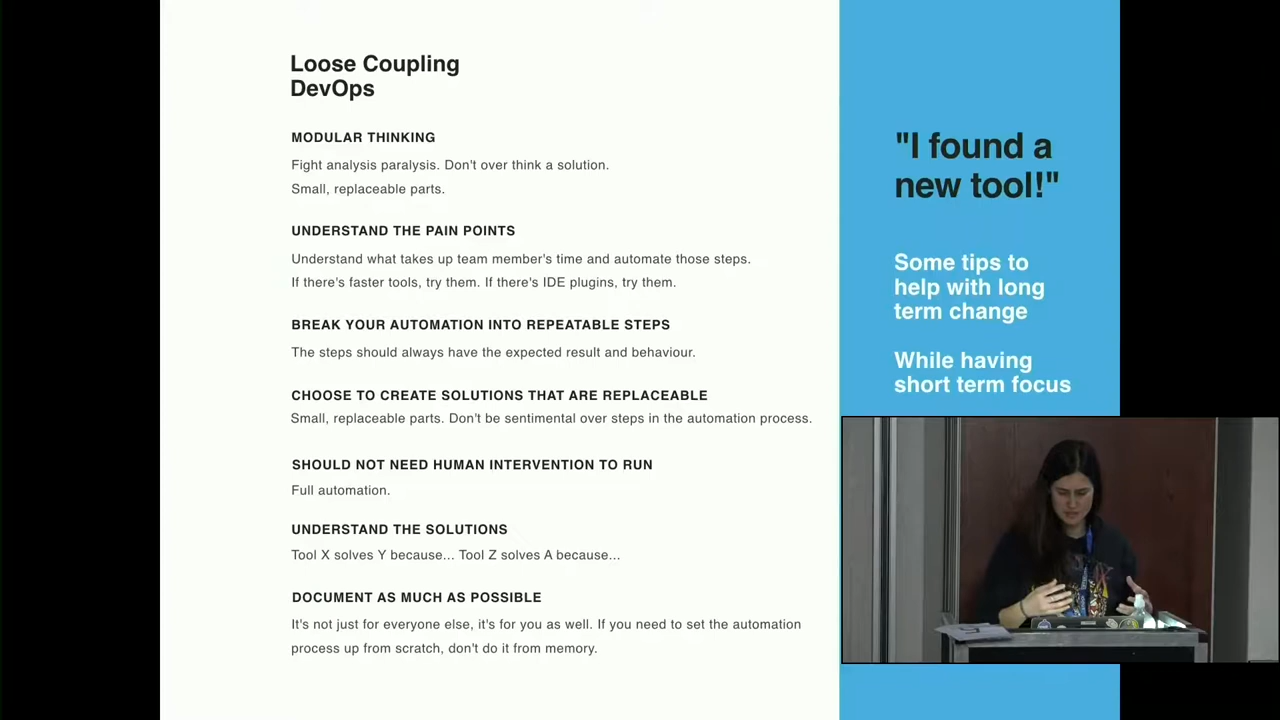 Loose Coupling
DevOps
MODULAR THINKING
Fight analysis paralysis. Don't over think a solution.
Small, replaceable parts.
UNDERSTAND THE PAIN POINTS
Understand what takes up team member's time and automate those steps.
If there's faster tools, try them. If there's IDE plugins, try them.
BREAK YOUR AUTOMATION INTO REPEATABLE STEPS
The steps should always have the expected result and behaviour.
CHOOSE TO CREATE SOLUTIONS THAT ARE REPLACEABLE
Small, replaceable parts. Don't be sentimental over steps in the automation process.
SHOULD NOT NEED HUMAN INTERVENTION TO RUN
Full automation.
UNDERSTAND THE SOLUTIONS
Tool X solves Y because... Tool Z solves A because...
DOCUMENT AS MUCH AS POSSIBLE
It's not just for everyone else, it's for you as well. If you need to set the automation
process up from scratch, don't do it from memory.
"I found a
new tool!"
Some tips to
help with long
term change
While having
short term focus